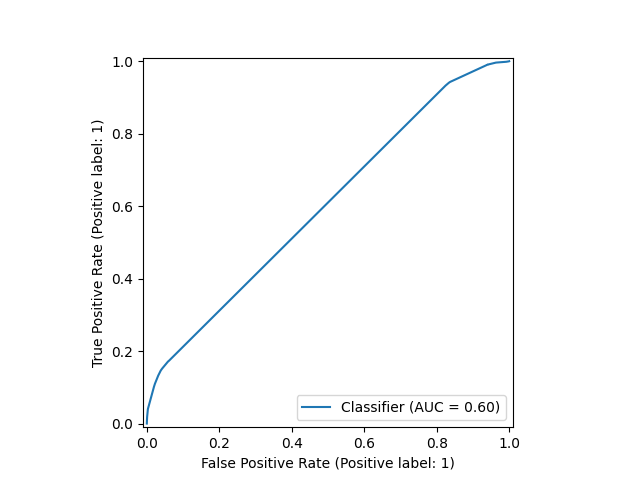 1.0
0.8
0.6
0.4
0.2
0.0
True Positive Rate (Positive label: 1)
Classifier (AUC = 0.60)
0.0 0.2 0.4 0.6 0.8 1.0
False Positive Rate (Positive label: 1)